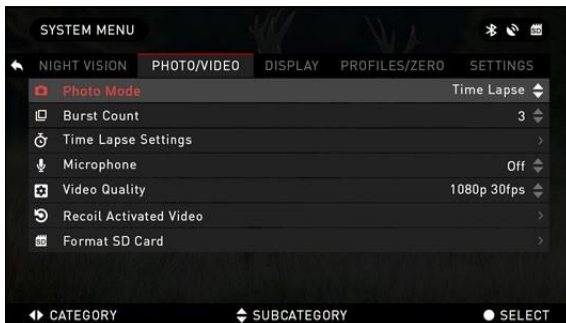 SYSTEM MENU
NIGHT VISION PHOTO/VIDEO DISPLAY PROFILES/ZERO SETTINGS
Photo Mode Time Lapse
Burst Count 3
Time Lapse Settings
Microphone Off
Video Quality 1080p 30fps
Recoil Activated Video
SD Format SD Card
CATEGORY SUBCATEGORY SELECT